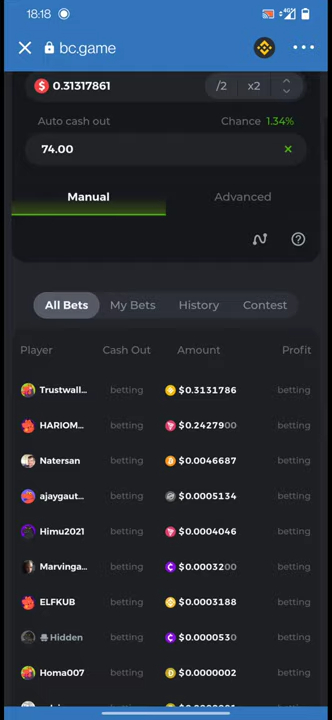 18:18
4G
bc.game
0.31317861 /2 x2
Auto cash out Chance 1.34%
74.00 ×
Manual Advanced
All Bets My Bets History Contest
Player Cash Out Amount Profit
Trustwall... betting $0.3131786 betting
HARIOM... betting $0.2427900 betting
Natersan betting $0.0046687 betting
ajaygaut... betting $0.0005134 betting
Himu2021 betting $0.0004046 betting
Marvinga... betting $0.0003200 betting
ELFKUB betting $0.0003188 betting
Hidden betting $0.0000530 betting
Homa007 betting $0.0000002 betting